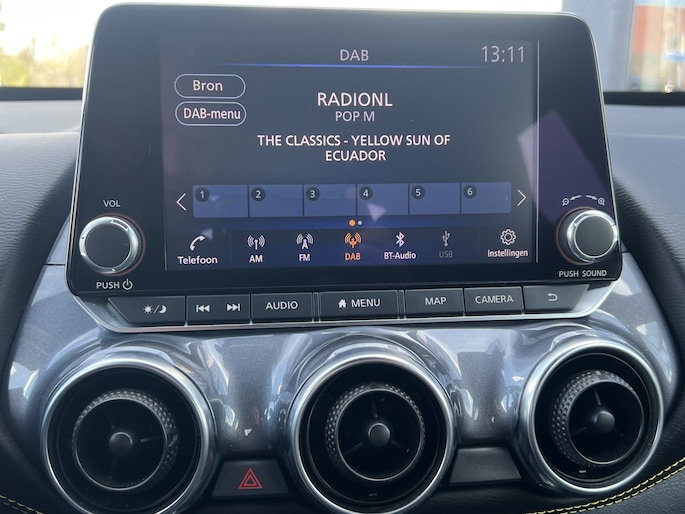 DAB
13:11
Bron
DAB-menu
RADIONL
POP M
THE CLASSICS - YELLOW SUN OF
ECUADOR
1 2 3 4 5 6
Telefoon
AM
FM
DAB
BT-Audio
USB
Instellingen
VOL
PUSH
PUSH SOUND
AUDIO
MENU
MAP
CAMERA